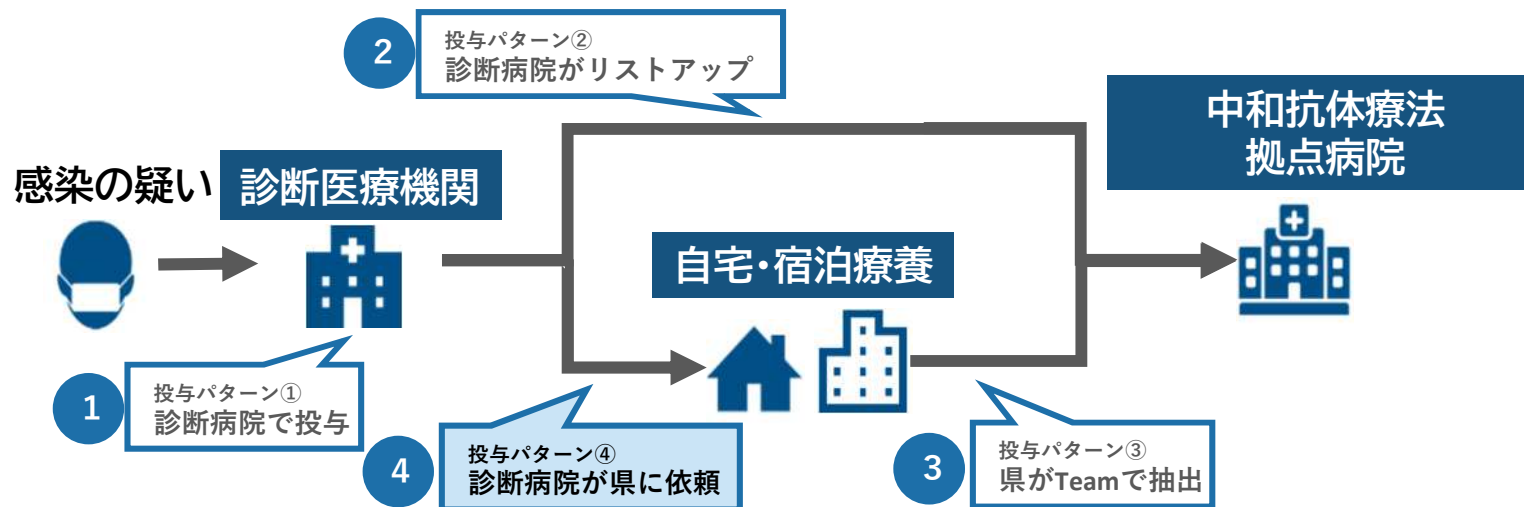 2
投与パターン②
診断病院がリストアップ
中和抗体療法
拠点病院
感染の疑い
診断医療機関
自宅・宿泊療養
1
投与パターン①
診断病院で投与
4
投与パターン④
診断病院が県に依頼
3
投与パターン③
県がTeamで抽出